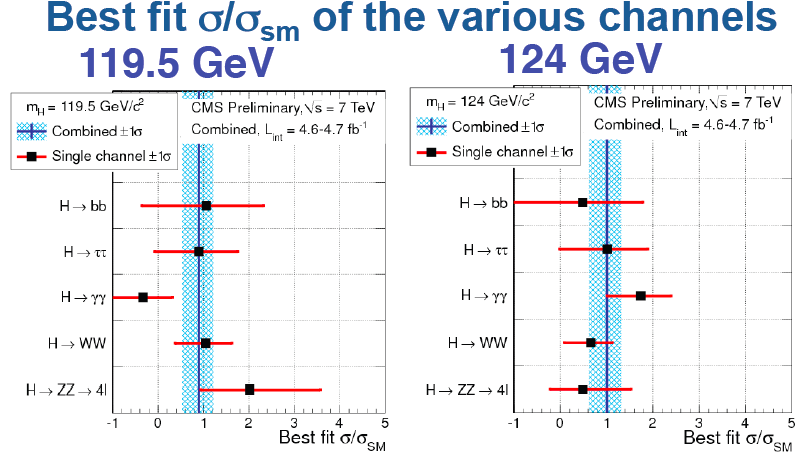 Best fit σ/σsm of the various channels
119.5 GeV
124 GeV
mH = 119.5 GeV/c²
Combined ±1σ
Single channel ±1σ
CMS Preliminary,√s = 7 TeV
Combined, Lint = 4.6-4.7 fb⁻¹
H → bb
H → ττ
H → γγ
H → WW
H → ZZ → 4l
-1 0 1 2 3 4 5
Best fit σ/σSM
mH = 124 GeV/c²
Combined ±1σ
Single channel ±1σ
CMS Preliminary,√s = 7 TeV
Combined, Lint = 4.6-4.7 fb⁻¹
H → bb
H → ττ
H → γγ
H → WW
H → ZZ → 4l
-1 0 1 2 3 4 5
Best fit σ/σSM